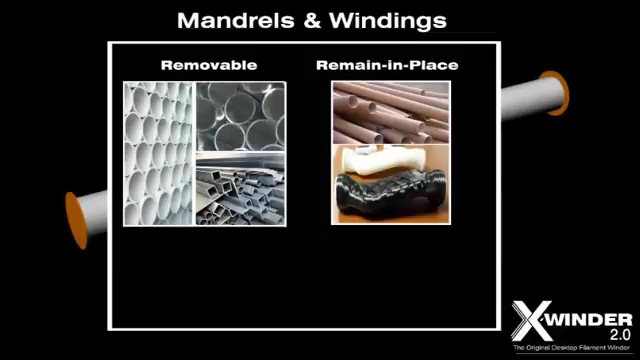 Mandrels & Windings
Removable
Remain-in-Place
X-WINDER
2.0
The Original Desktop Filament Winder